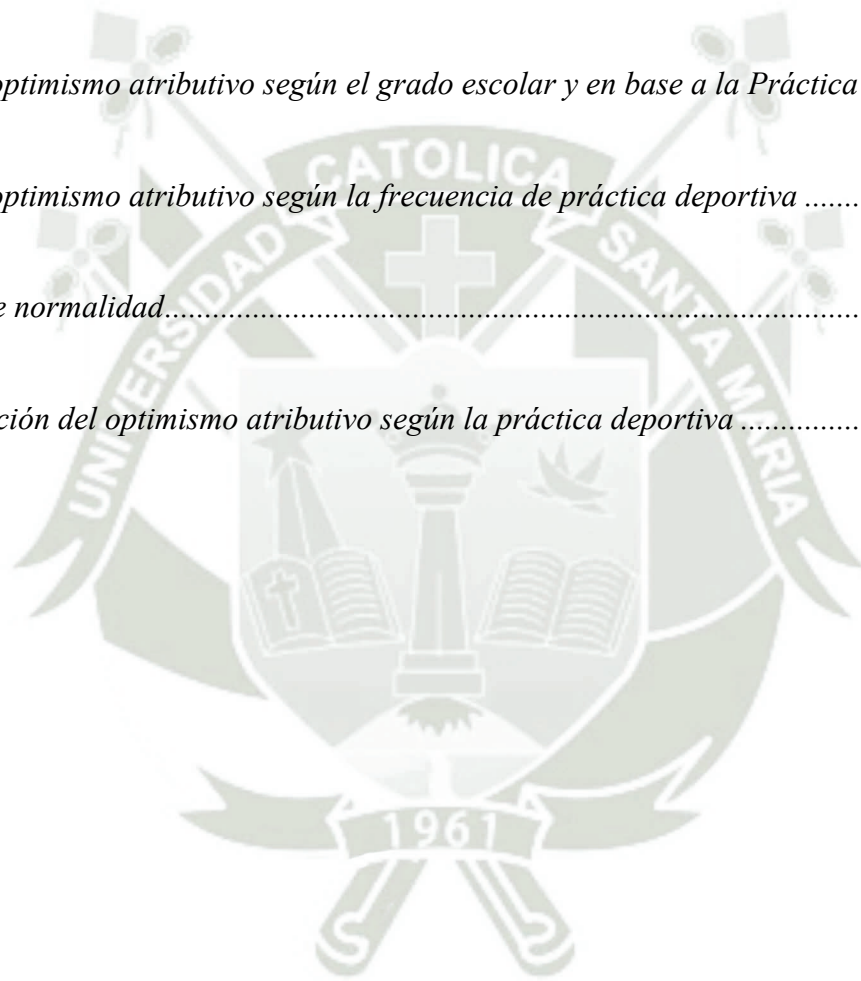 optimismo atributivo según el grado escolar y en base a la Práctica
optimismo atributivo según la frecuencia de práctica deportiva .......
e normalidad.......................................................................................
ción del optimismo atributivo según la práctica deportiva ...............
UNIVERSIDAD CATOLICA SANTA MARIA
1961